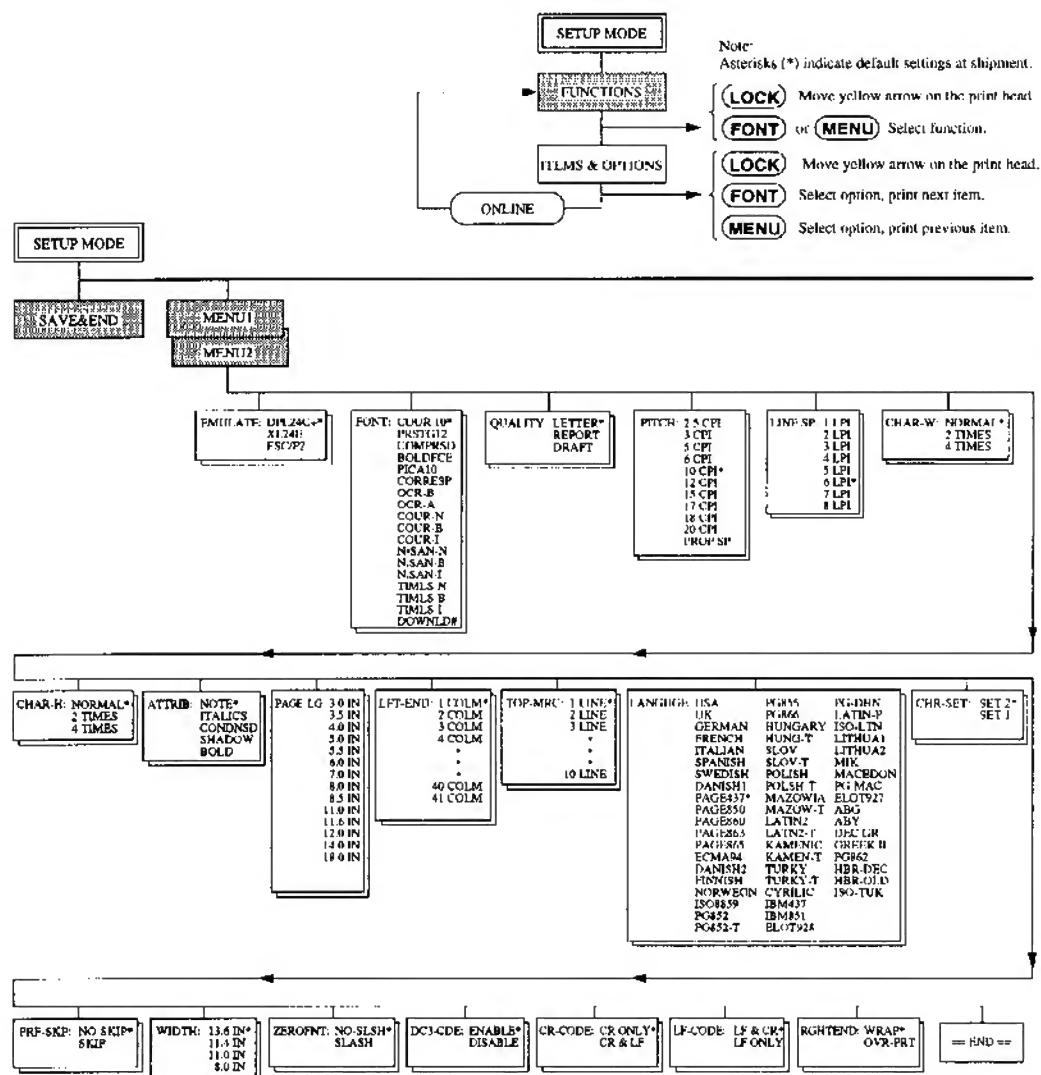 SETUP MODE
Note:
Asterisks (*) indicate default settings at shipment.
FUNCTIONS
LOCK Move yellow arrow on the print head
FONT or MENU Select function.
ITEMS & OPTIONS
LOCK Move yellow arrow on the print head.
FONT Select option, print next item.
MENU Select option, print previous item.
ONLINE
SETUP MODE
SAVE&END
MENU1
MENU2
EMULATE: DPL24C+*
XL24E
ESC/P2
FONT: COUR 10*
PRSTG12
COMPRSD
BOLDFCE
PICA10
CORRESP
OCR-B
OCR-A
COUR-N
COUR-B
COUR-I
N.SAN-N
N.SAN-B
N.SAN-I
TIMLS N
TIMLS B
TIMLS I
DOWNLD#
QUALITY LETTER*
REPORT
DRAFT
PITCH: 2.5 CPI
3 CPI
5 CPI
6 CPI
10 CPI*
12 CPI
15 CPI
17 CPI
18 CPI
20 CPI
PROP SP
LINE SP 1 LPI
2 LPI
3 LPI
4 LPI
5 LPI
6 LPI*
7 LPI
8 LPI
CHAR-W: NORMAL*
2 TIMES
4 TIMES
CHAR-H: NORMAL*
2 TIMES
4 TIMES
ATTRIB: NOTE*
ITALICS
CONDNSD
SHADOW
BOLD
PAGE LG 3.0 IN
3.5 IN
4.0 IN
5.0 IN
5.5 IN
6.0 IN
7.0 IN
8.0 IN
8.5 IN
11.0 IN
11.6 IN
12.0 IN
14.0 IN
18.0 IN
LFT-END: 1 COLM*
2 COLM
3 COLM
4 COLM
40 COLM
41 COLM
TOP-MRG: 1 LINE*
2 LINE
3 LINE
10 LINE
LANGUGE USA PG855 PG-DHN
UK PG866 LATIN-P
GERMAN HUNGARY ISO-LTN
FRENCH HUNG-T LITHUA1
ITALIAN SLOV LITHUA2
SPANISH SLOV-T MIK
SWEDISH POLISH MACEDON
DANISH1 POLSH T PG MAC
PAGE437* MAZOWIA ELOT927
PAGE850 MAZOW-T ABG
PAGE860 LATIN2 ABY
PAGE863 LATN2-T DEC GR
PAGE865 KAMENIC GREEK II
ECMA94 KAMEN-T PG862
DANISH2 TURKY HBR-DEC
FINNISH TURKY-T HBR-OLD
NORWEGN CYRILIC ISO-TUK
ISO8859 IBM437
PG852 IBM851
PG852-T ELOT928
CHR-SET: SET 2*
SET 1
PRF-SKP: NO SKIP*
SKIP
WIDTH: 13.6 IN*
11.4 IN
11.0 IN
8.0 IN
ZEROFNT: NO-SLSH*
SLASH
DC3-CDE: ENABLE*
DISABLE
CR-CODE: CR ONLY*
CR & LF
LF-CODE: LF & CR*
LF ONLY
RGHTEND: WRAP*
OVR-PRT
== END ==